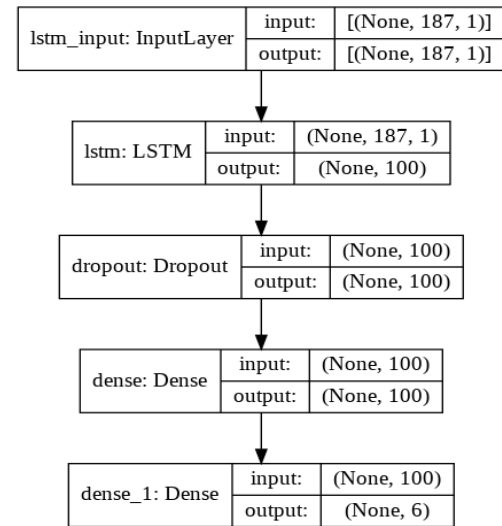 lstm_input: InputLayer
input: [(None, 187, 1)]
output: [(None, 187, 1)]
lstm: LSTM
input: (None, 187, 1)
output: (None, 100)
dropout: Dropout
input: (None, 100)
output: (None, 100)
dense: Dense
input: (None, 100)
output: (None, 100)
dense_1: Dense
input: (None, 100)
output: (None, 6)